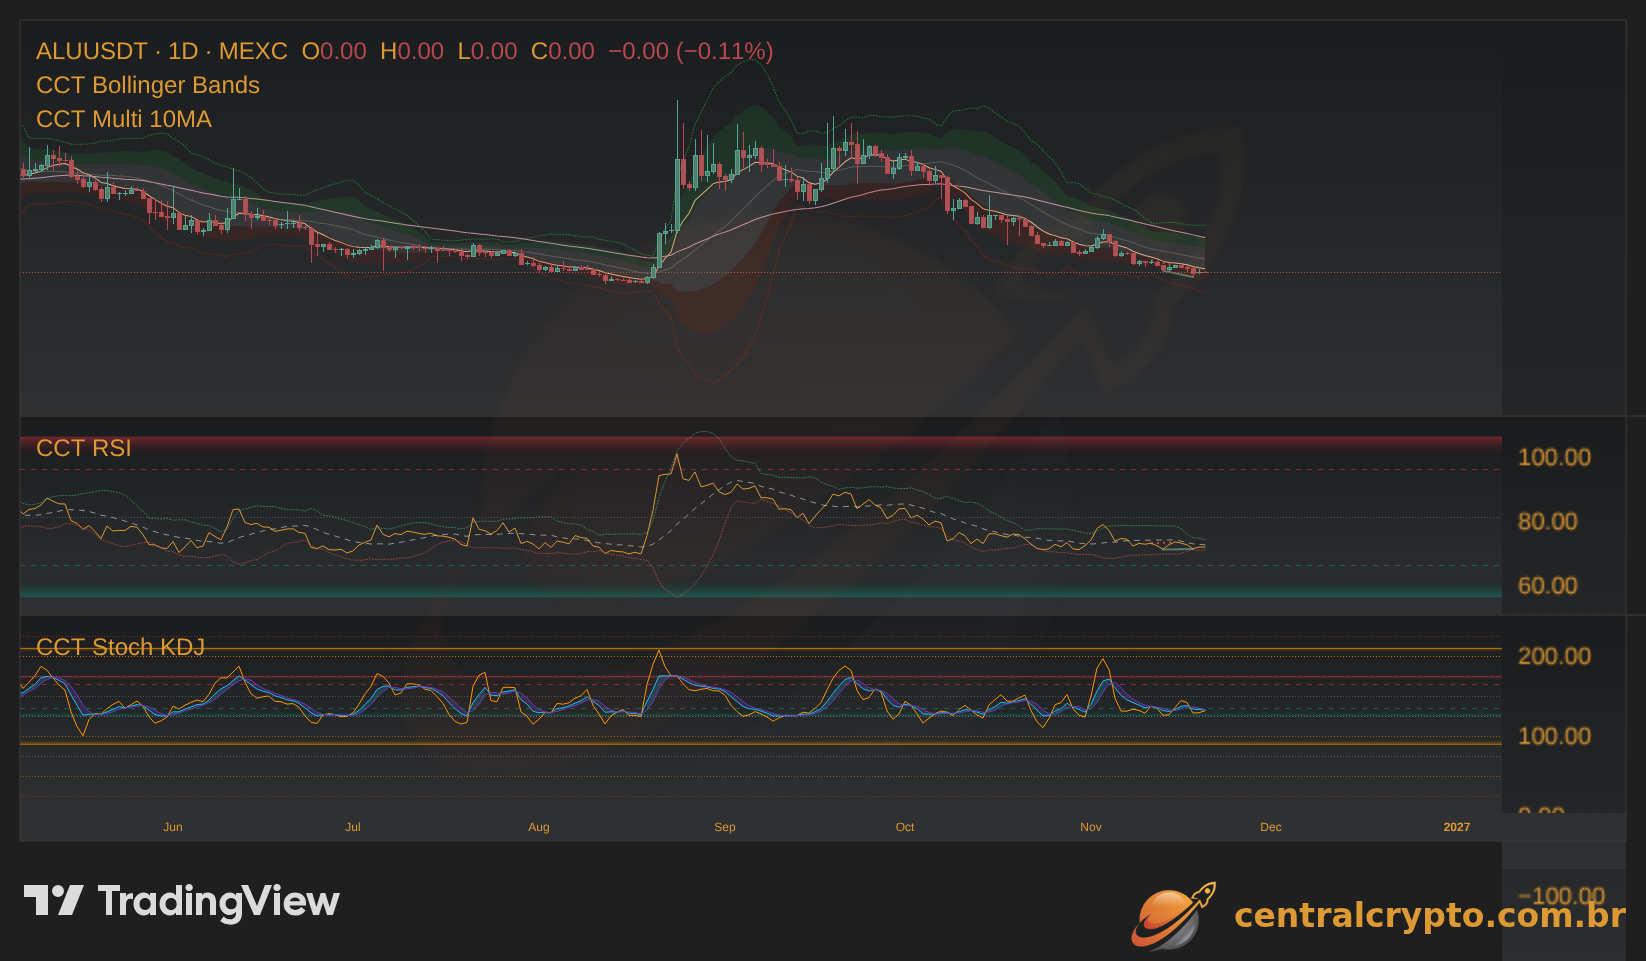 ALUUSDT · 1D · MEXC O0.00 H0.00 L0.00 C0.00 −0.00 (−0.11%)
CCT Bollinger Bands
CCT Multi 10MA
CCT RSI
100.00
80.00
60.00
CCT Stoch KDJ
200.00
100.00
0.00
Jun Jul Aug Sep Oct Nov Dec 2027
−100.00
TradingView
centralcrypto.com.br